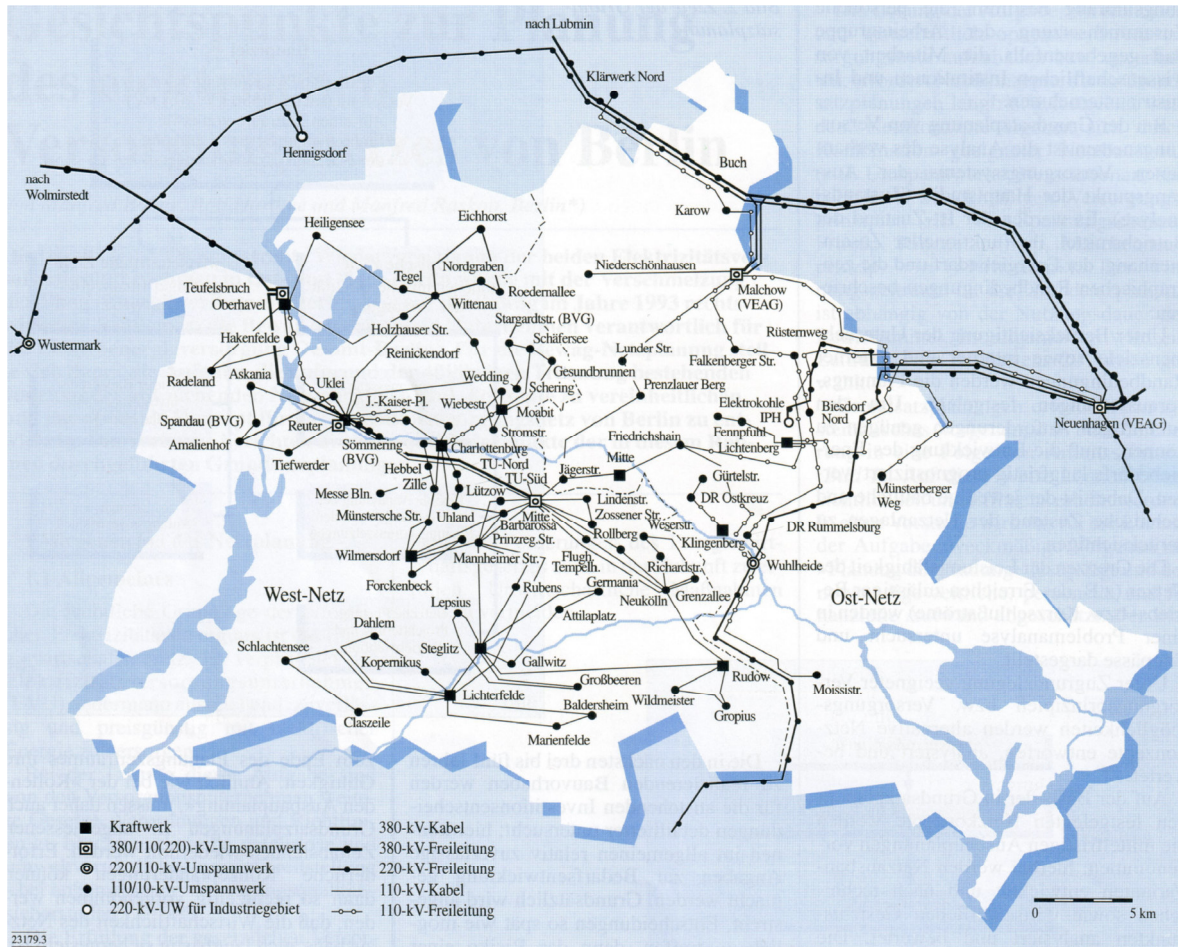 nach Lubmin
Klärwerk Nord
Hennigsdorf
Buch
nach
Wolmirstedt
Karow
Heiligensee
Eichhorst
Niederschönhausen
Tegel
Nordgraben
Teufelsbruch
Oberhavel
Wittenau
Roedernstr.
Malchow
(VEAG)
Holzhauser Str.
Stargardtstr. (BVG)
Rüstenweg
Wustermark
Hakenfelde
Reinickendorf
Schäferseee
Lunder Str.
Falkenberger Str.
Radeland
Askania
Gesundbrunnen
Wedding
Uklei
Schering
Prenzlauer Berg
J.-Kaiser-Pl.
Wiebestr.
Moabit
Elektrokohle
IPH
Biesdorf
Nord
Spandau (BVG)
Reuter
Stromstr.
Fennpfuhl
Neuenhagen (VEAG)
Amalienhof
Sömmering
(BVG)
Charlottenburg
Friedrichshain
Lichtenberg
Tiefwerder
TU-Nord
TU-Süd
Mitte
Hebbel
Jägerstr.
Gürtelstr.
Zille
Messe Bln.
Lützow
Lindenstr.
DR Ostkreuz
Münsterberger
Weg
Münstersche Str.
Uhland
Mitte
Zossener Str.
Weserstr.
DR Rummelsburg
Barbarossa
Rollberg
Klingenberg
Prinzreg.Str.
Wilmersdorf
Mannheimer Str.
Flugh.
Tempelh.
Richardstr.
Wuhlheide
Forckenbeck
Germania
Rubens
Neukölln
Grenzallee
West-Netz
Ost-Netz
Lepsius
Attilaplatz
Dahlem
Steglitz
Schlachtensee
Kopernikus
Gallwitz
Rudow
Großbeeren
Moissistr.
Lichterfelde
Wildmeister
Baldersheim
Gropius
Claszeile
Marienfelde
Kraftwerk
380/110(220)-kV-Umspannwerk
220/110-kV-Umspannwerk
110/10-kV-Umspannwerk
220-kV-UW für Industriegebiet
380-kV-Kabel
380-kV-Freileitung
220-kV-Freileitung
110-kV-Kabel
110-kV-Freileitung
0
5 km
23179.3